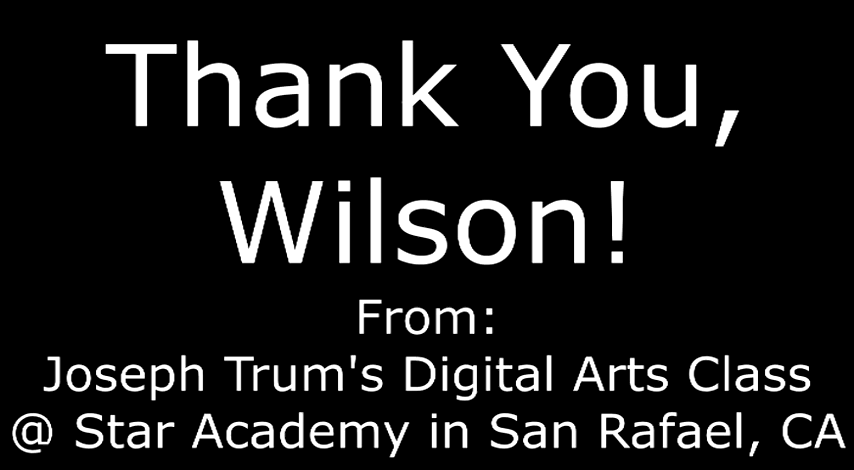 Thank You,
Wilson!
From:
Joseph Trum's Digital Arts Class
@ Star Academy in San Rafael, CA